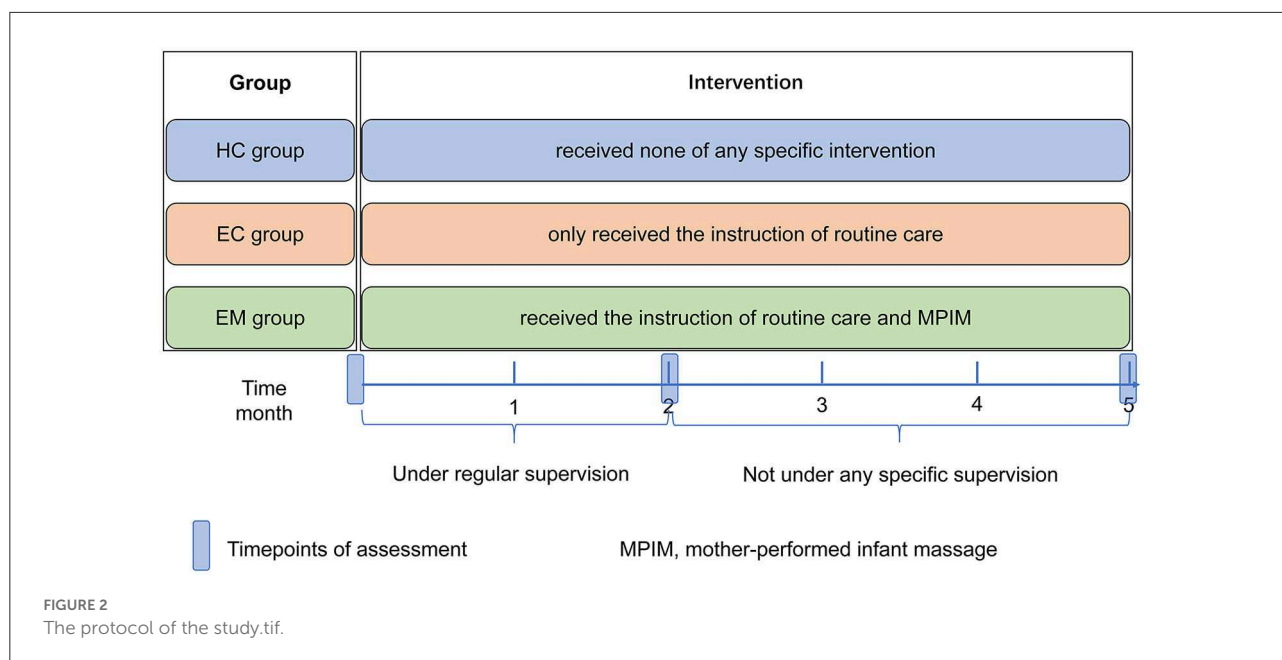 Group
Intervention
HC group
received none of any specific intervention
EC group
only received the instruction of routine care
EM group
received the instruction of routine care and MPIM
Time
month
1
2
3
4
5
Under regular supervision
Not under any specific supervision
Timepoints of assessment
MPIM, mother-performed infant massage
FIGURE 2
The protocol of the study.tif.